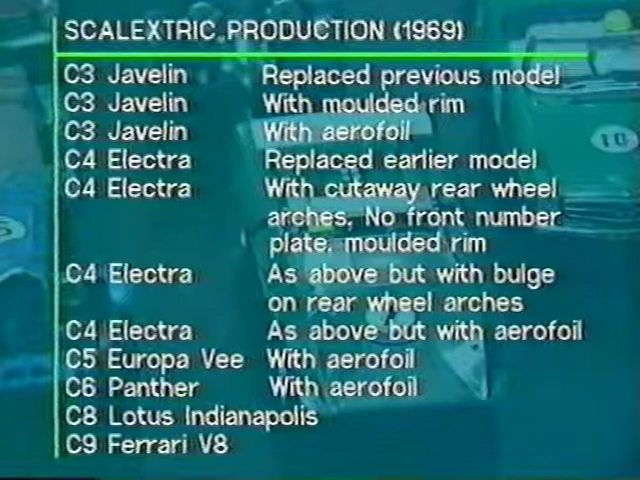 SCALEXTRIC PRODUCTION (1969)
C3 Javelin Replaced previous model
C3 Javelin With moulded rim
C3 Javelin With aerofoil
C4 Electra Replaced earlier model
C4 Electra With cutaway rear wheel
arches. No front number
plate. moulded rim
C4 Electra As above but with bulge
on rear wheel arches
C4 Electra As above but with aerofoil
C5 Europa Vee With aerofoil
C6 Panther With aerofoil
C8 Lotus Indianapolis
C9 Ferrari V8
10
5